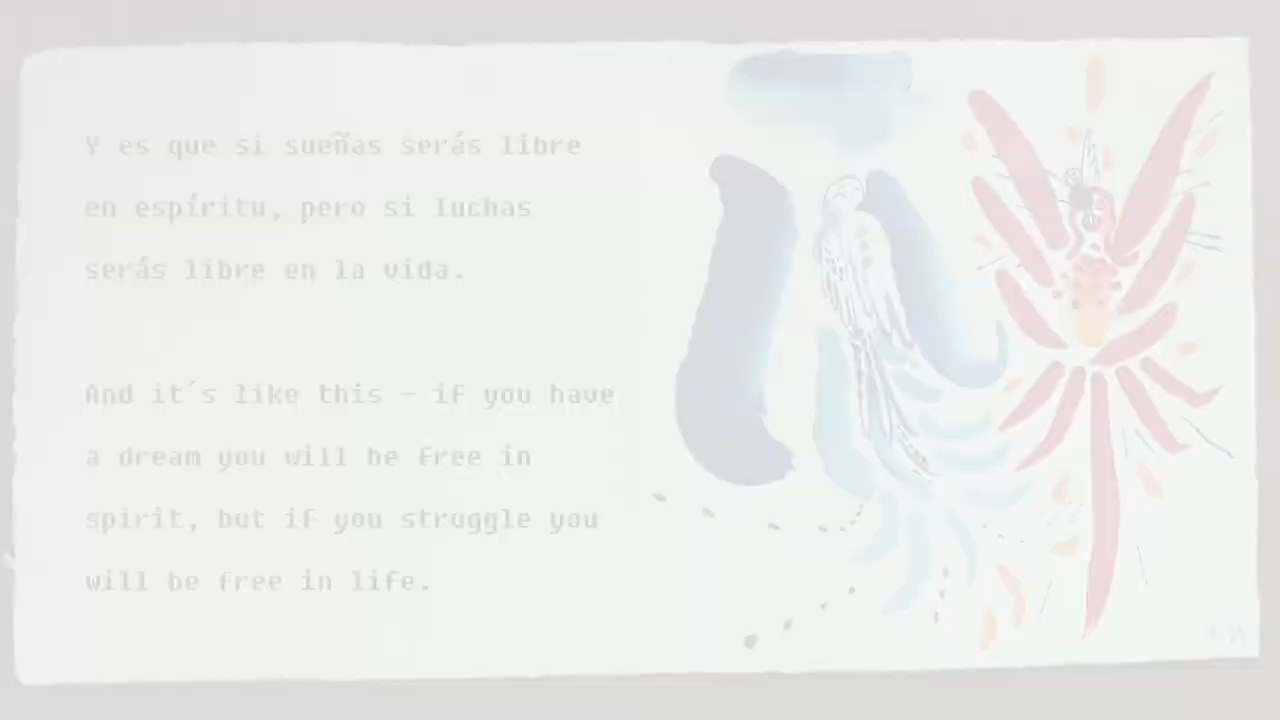 Y es que si sueñas serás libre
en espíritu, pero si luchas
serás libre en la vida.
And it´s like this - if you have
a dream you will be free in
spirit, but if you struggle you
will be free in life.